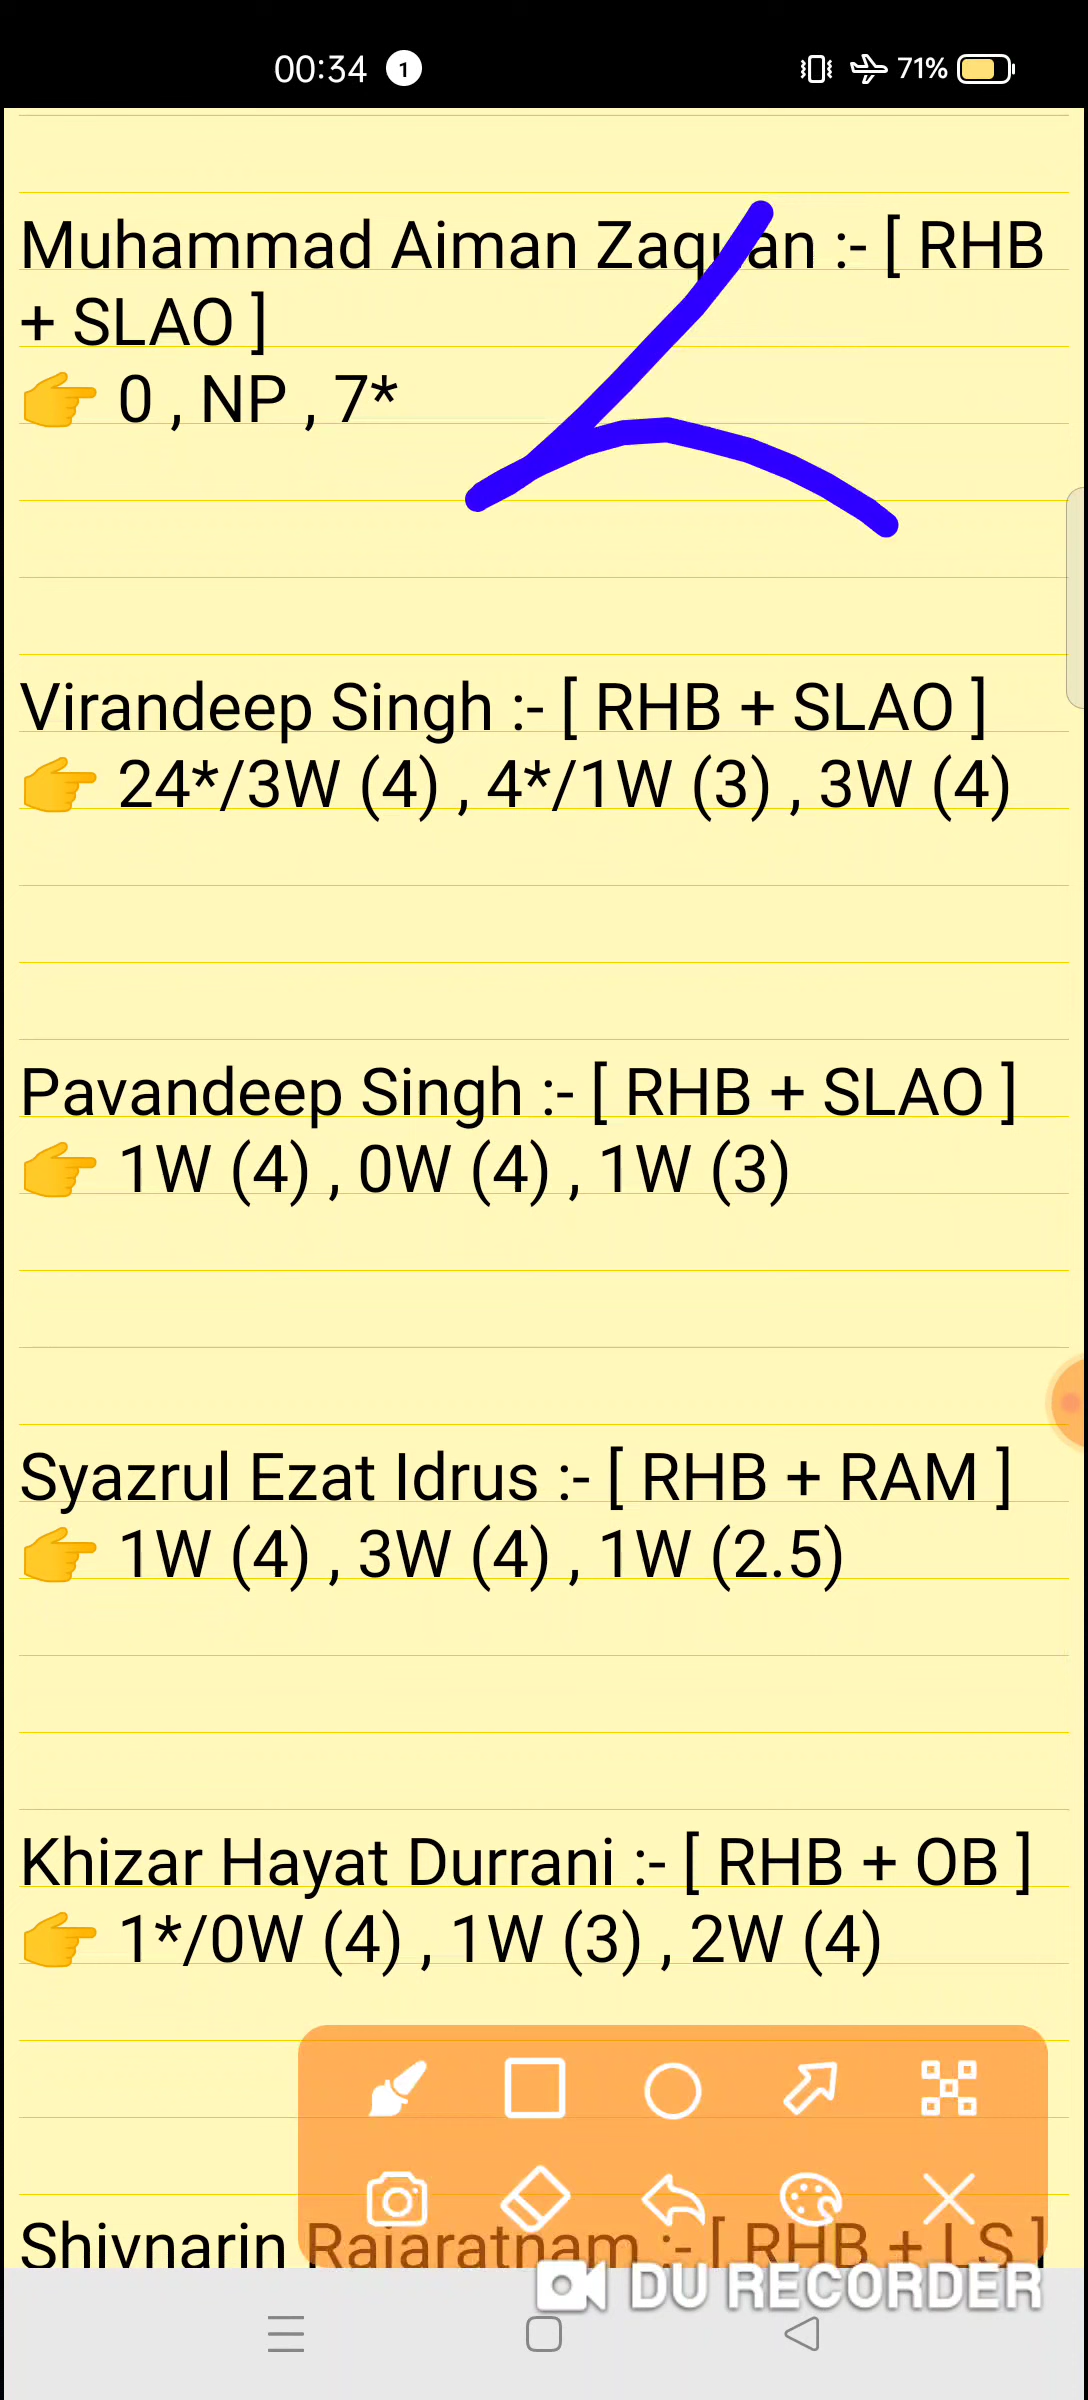 00:34 1 71%
Muhammad Aiman Zaquan :- [ RHB
+ SLAO ]
👉 0 , NP , 7*
Virandeep Singh :- [ RHB + SLAO ]
👉 24*/3W (4) , 4*/1W (3) , 3W (4)
Pavandeep Singh :- [ RHB + SLAO ]
👉 1W (4) , 0W (4) , 1W (3)
Syazrul Ezat Idrus :- [ RHB + RAM ]
👉 1W (4) , 3W (4) , 1W (2.5)
Khizar Hayat Durrani :- [ RHB + OB ]
👉 1*/0W (4) , 1W (3) , 2W (4)
Shivnarin Rajaratnam :- [ RHB + LS ]
DU RECORDER